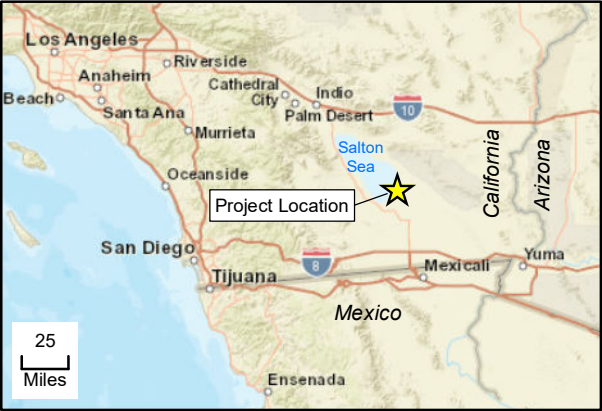 Los Angeles
Riverside
Anaheim
Cathedral
City
Indio
Beach
Santa Ana
Palm Desert
10
Murrieta
Salton
Sea
California
Arizona
Oceanside
Project Location
San Diego
8
Yuma
Tijuana
Mexicali
Mexico
25
Miles
Ensenada